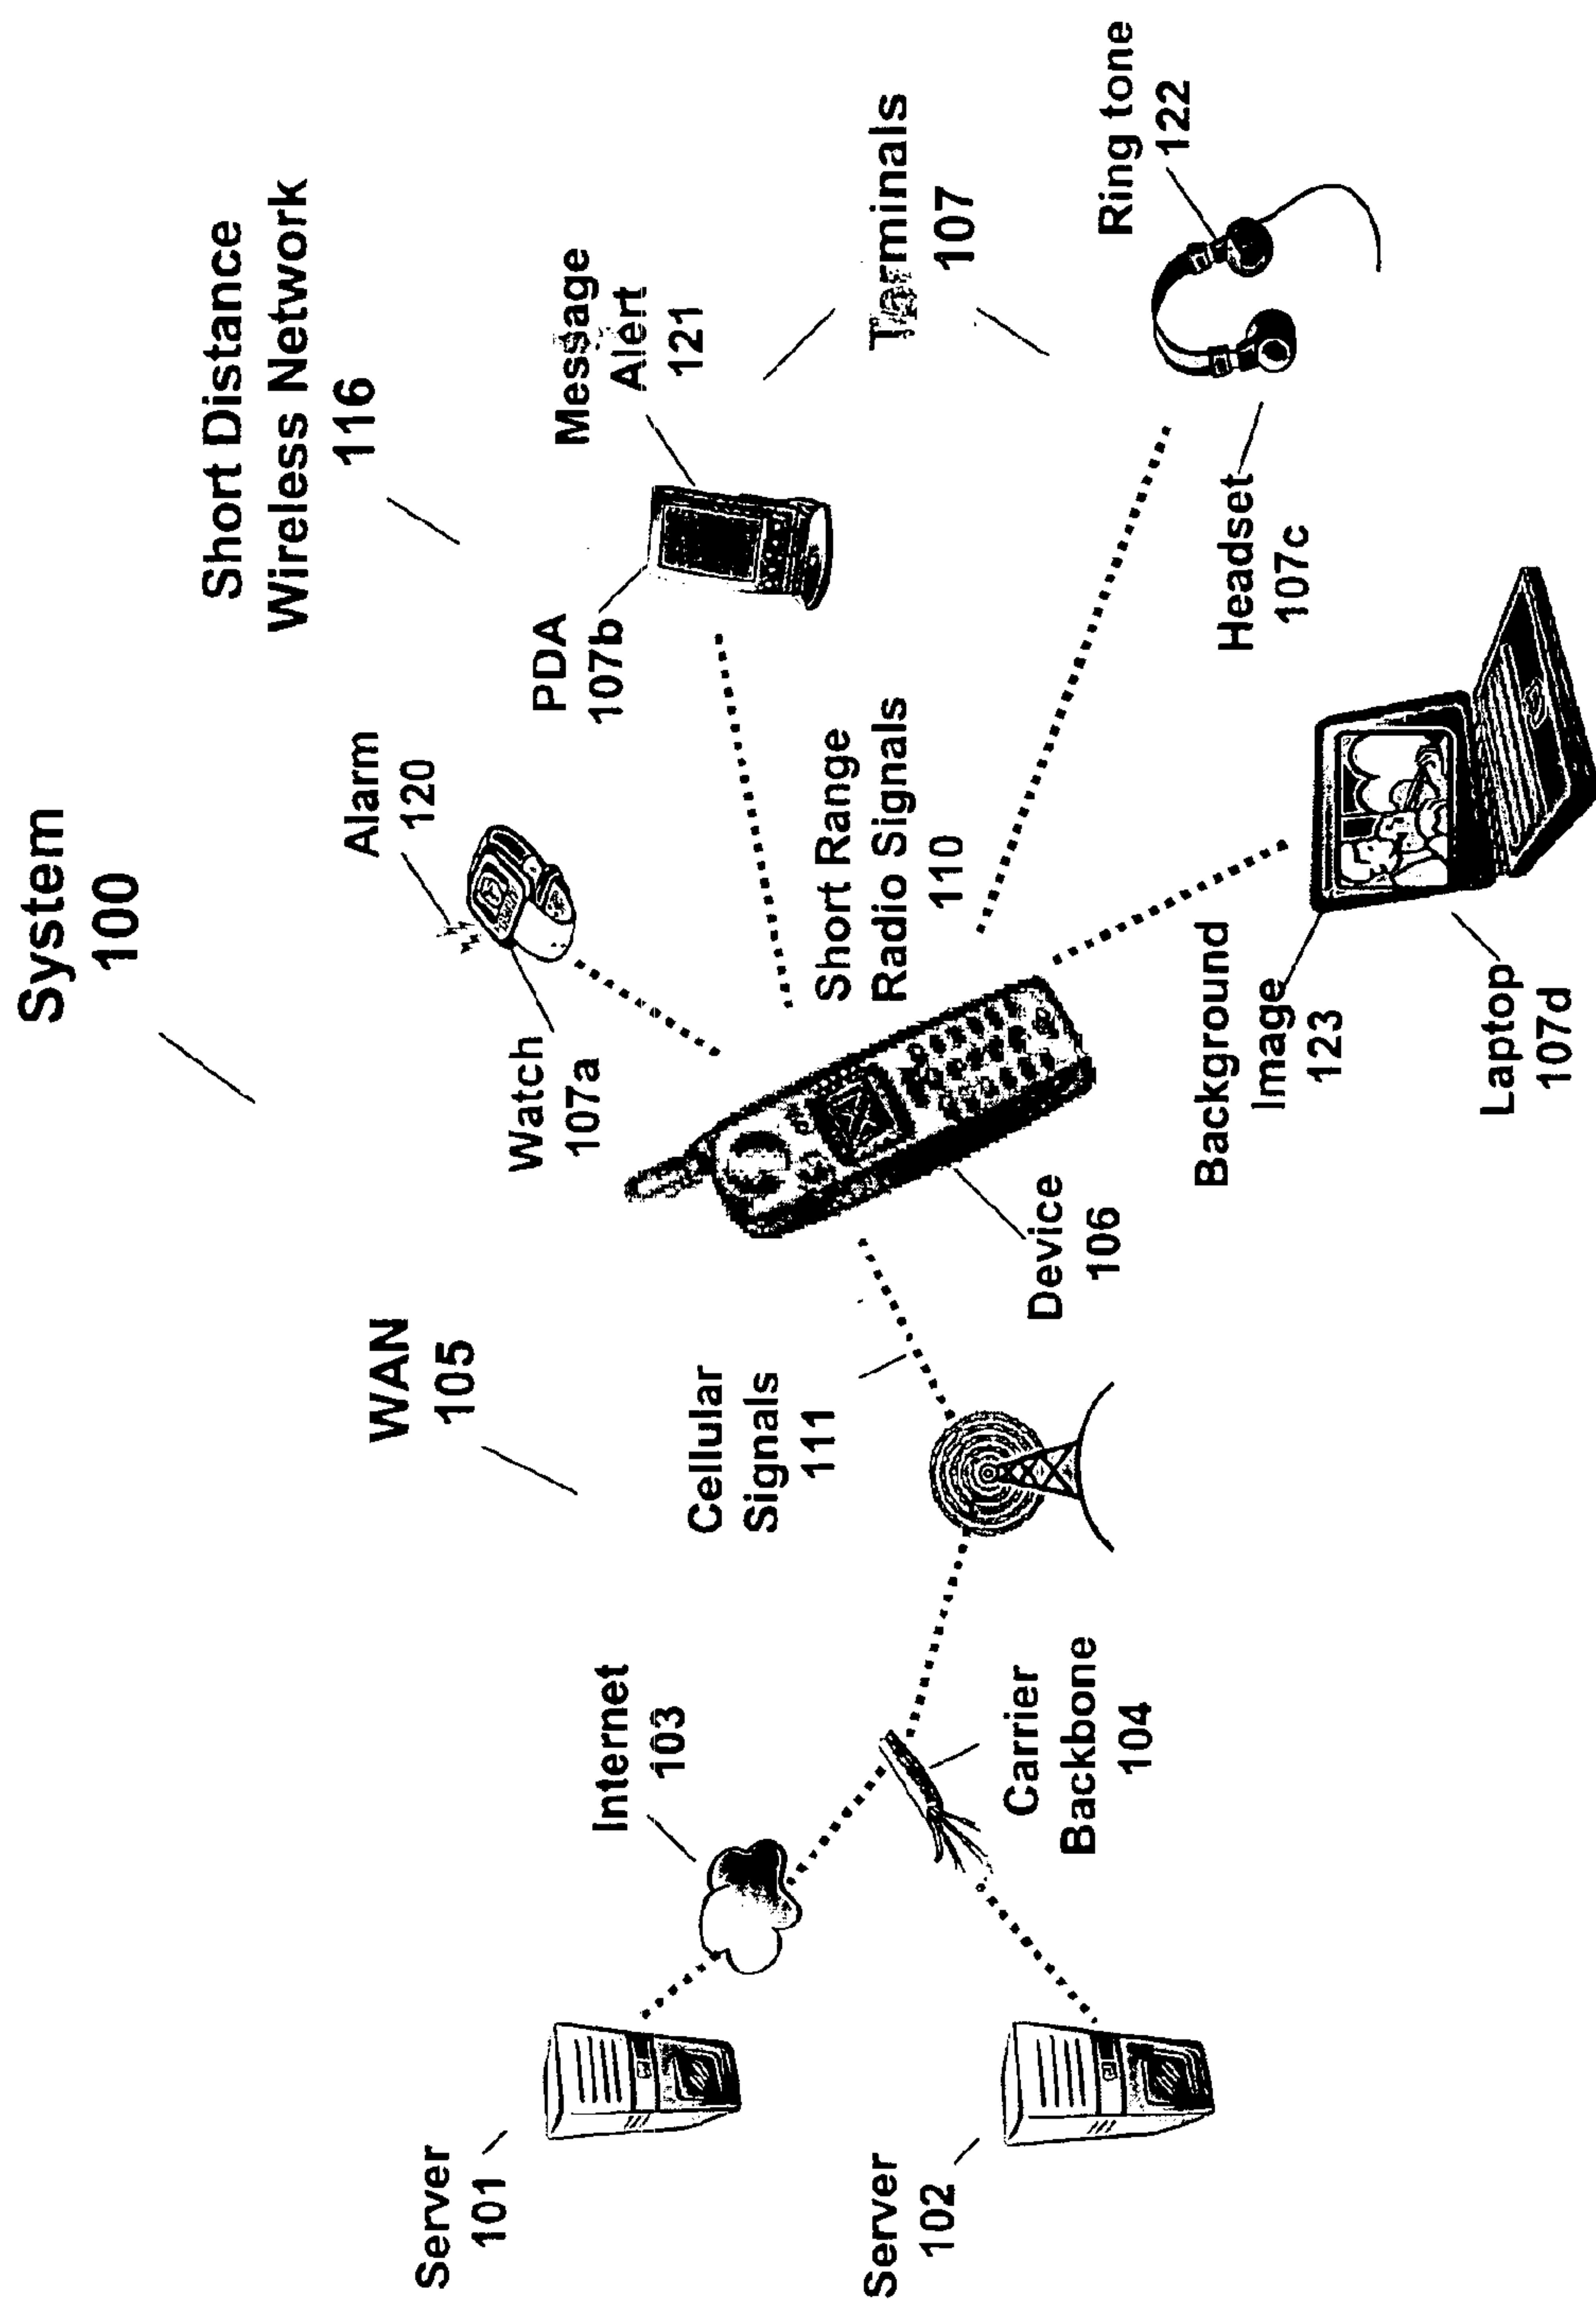 System
100
Short Distance
Wireless Network
116
WAN
105
Alarm
120
Message
Alert
121
PDA
107b
Watch
107a
Terminals
107
Ring tone
122
Short Range
Radio Signals
110
Cellular
Signals
111
Internet
103
Server
101
Device
106
Headset
107c
Background
Image
123
Laptop
107d
Carrier
Backbone
104
Server
102